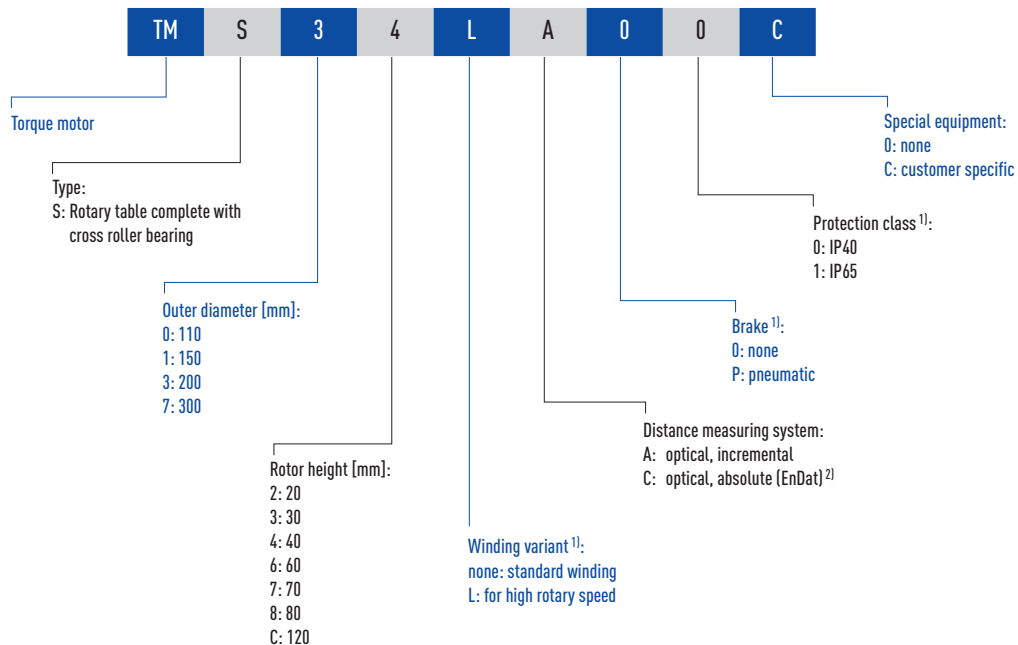 TM S 3 4 L A 0 0 C
Torque motor
Type:
S: Rotary table complete with
cross roller bearing
Outer diameter [mm]:
0: 110
1: 150
3: 200
7: 300
Rotor height [mm]:
2: 20
3: 30
4: 40
6: 60
7: 70
8: 80
C: 120
Winding variant 1):
none: standard winding
L: for high rotary speed
Distance measuring system:
A: optical, incremental
C: optical, absolute (EnDat) 2)
Brake 1):
0: none
P: pneumatic
Protection class 1):
0: IP40
1: IP65
Special equipment:
0: none
C: customer specific